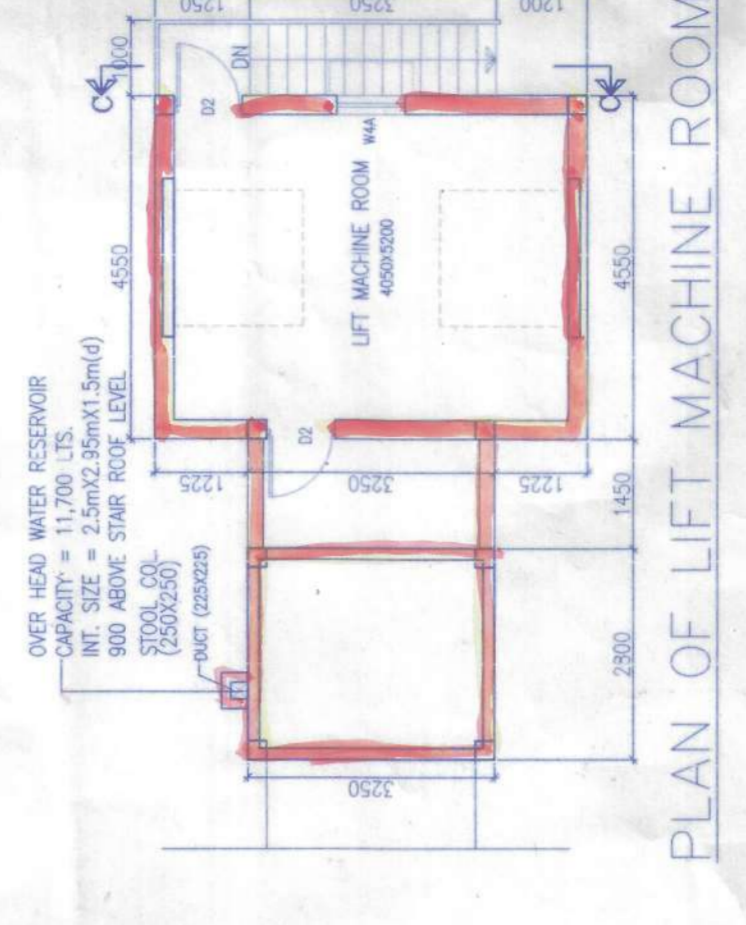 1250
3250
1200
1000
C
DN
C
D2
W4A
LIFT MACHINE ROOM
4050X5200
4550
4550
OVER HEAD WATER RESERVOIR
CAPACITY = 11,700 LTS.
INT. SIZE = 2.5mX2.95mX1.5m(d)
900 ABOVE STAIR ROOF LEVEL
D2
1225
3250
1225
1450
STOOL COL
(250X250)
DUCT (225X225)
2800
3250
PLAN OF LIFT MACHINE ROOM